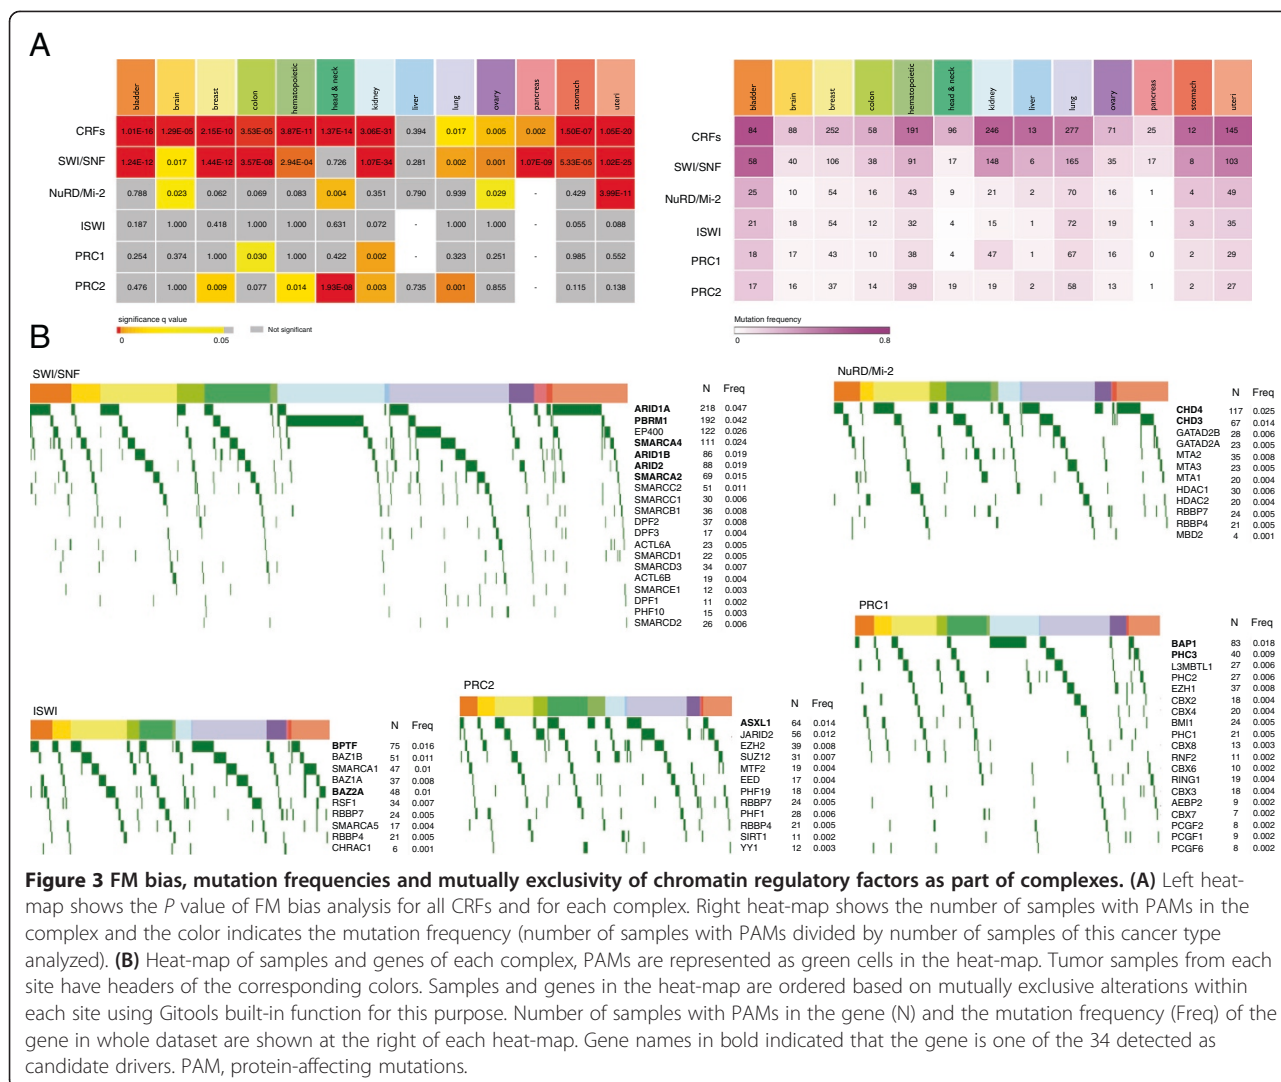 A
bladder brain breast colon hematopoietic head & neck kidney liver lung ovary pancreas stomach uteri
CRFs 1.01E-16 1.29E-05 2.15E-10 3.53E-05 3.87E-11 1.37E-14 3.06E-31 0.394 0.017 0.005 0.002 1.50E-07 1.05E-20
SWI/SNF 1.24E-12 0.017 1.44E-12 3.57E-08 2.94E-04 0.726 1.07E-34 0.281 0.002 0.001 1.07E-09 5.33E-05 1.02E-25
NuRD/Mi-2 0.788 0.023 0.062 0.069 0.083 0.004 0.351 0.790 0.939 0.029 - 0.429 3.99E-11
ISWI 0.187 1.000 0.418 1.000 1.000 0.631 0.072 - 1.000 1.000 - 0.055 0.088
PRC1 0.254 0.374 1.000 0.030 1.000 0.422 0.002 - 0.323 0.251 - 0.985 0.552
PRC2 0.476 1.000 0.009 0.077 0.014 1.93E-08 0.003 0.735 0.001 0.855 - 0.115 0.138
significance q value
0 0.05
Not significant
bladder brain breast colon hematopoietic head & neck kidney liver lung ovary pancreas stomach uteri
CRFs 84 88 252 58 191 96 246 13 277 71 25 12 145
SWI/SNF 58 40 106 38 91 17 148 6 165 35 17 8 103
NuRD/Mi-2 25 10 54 16 43 9 21 2 70 16 1 4 49
ISWI 21 18 54 12 32 4 15 1 72 19 1 3 35
PRC1 18 17 43 10 38 4 47 1 67 16 0 2 29
PRC2 17 16 37 14 39 19 19 2 58 13 1 2 27
Mutation frequency
0 0.8
B
SWI/SNF
N Freq
ARID1A 218 0.047
PBRM1 192 0.042
EP400 122 0.026
SMARCA4 111 0.024
ARID1B 86 0.019
ARID2 88 0.019
SMARCA2 69 0.015
SMARCC2 51 0.011
SMARCC1 30 0.006
SMARCB1 36 0.008
DPF2 37 0.008
DPF3 17 0.004
ACTL6A 23 0.005
SMARCD1 22 0.005
SMARCD3 34 0.007
ACTL6B 19 0.004
SMARCE1 12 0.003
DPF1 11 0.002
PHF10 15 0.003
SMARCD2 26 0.006
NuRD/Mi-2
N Freq
CHD4 117 0.025
CHD3 67 0.014
GATAD2B 28 0.006
GATAD2A 23 0.005
MTA2 35 0.008
MTA3 23 0.005
MTA1 20 0.004
HDAC1 30 0.006
HDAC2 20 0.004
RBBP7 24 0.005
RBBP4 21 0.005
MBD2 4 0.001
ISWI
N Freq
BPTF 75 0.016
BAZ1B 51 0.011
SMARCA1 47 0.01
BAZ1A 37 0.008
BAZ2A 48 0.01
RSF1 34 0.007
RBBP7 24 0.005
SMARCA5 17 0.004
RBBP4 21 0.005
CHRAC1 6 0.001
PRC2
N Freq
ASXL1 64 0.014
JARID2 56 0.012
EZH2 39 0.008
SUZ12 31 0.007
MTF2 19 0.004
EED 17 0.004
PHF19 18 0.004
RBBP7 24 0.005
PHF1 28 0.006
RBBP4 21 0.005
SIRT1 11 0.002
YY1 12 0.003
PRC1
N Freq
BAP1 83 0.018
PHC3 40 0.009
L3MBTL1 27 0.006
PHC2 27 0.006
EZH1 37 0.008
CBX2 18 0.004
CBX4 20 0.004
BMI1 24 0.005
PHC1 21 0.005
CBX8 13 0.003
RNF2 11 0.002
CBX6 10 0.002
RING1 19 0.004
CBX3 18 0.004
AEBP2 9 0.002
CBX7 7 0.002
PCGF2 8 0.002
PCGF1 9 0.002
PCGF6 8 0.002
Figure 3 FM bias, mutation frequencies and mutually exclusivity of chromatin regulatory factors as part of complexes. (A) Left heat-
map shows the P value of FM bias analysis for all CRFs and for each complex. Right heat-map shows the number of samples with PAMs in the
complex and the color indicates the mutation frequency (number of samples with PAMs divided by number of samples of this cancer type
analyzed). (B) Heat-map of samples and genes of each complex, PAMs are represented as green cells in the heat-map. Tumor samples from each
site have headers of the corresponding colors. Samples and genes in the heat-map are ordered based on mutually exclusive alterations within
each site using Gitools built-in function for this purpose. Number of samples with PAMs in the gene (N) and the mutation frequency (Freq) of the
gene in whole dataset are shown at the right of each heat-map. Gene names in bold indicated that the gene is one of the 34 detected as
candidate drivers. PAM, protein-affecting mutations.